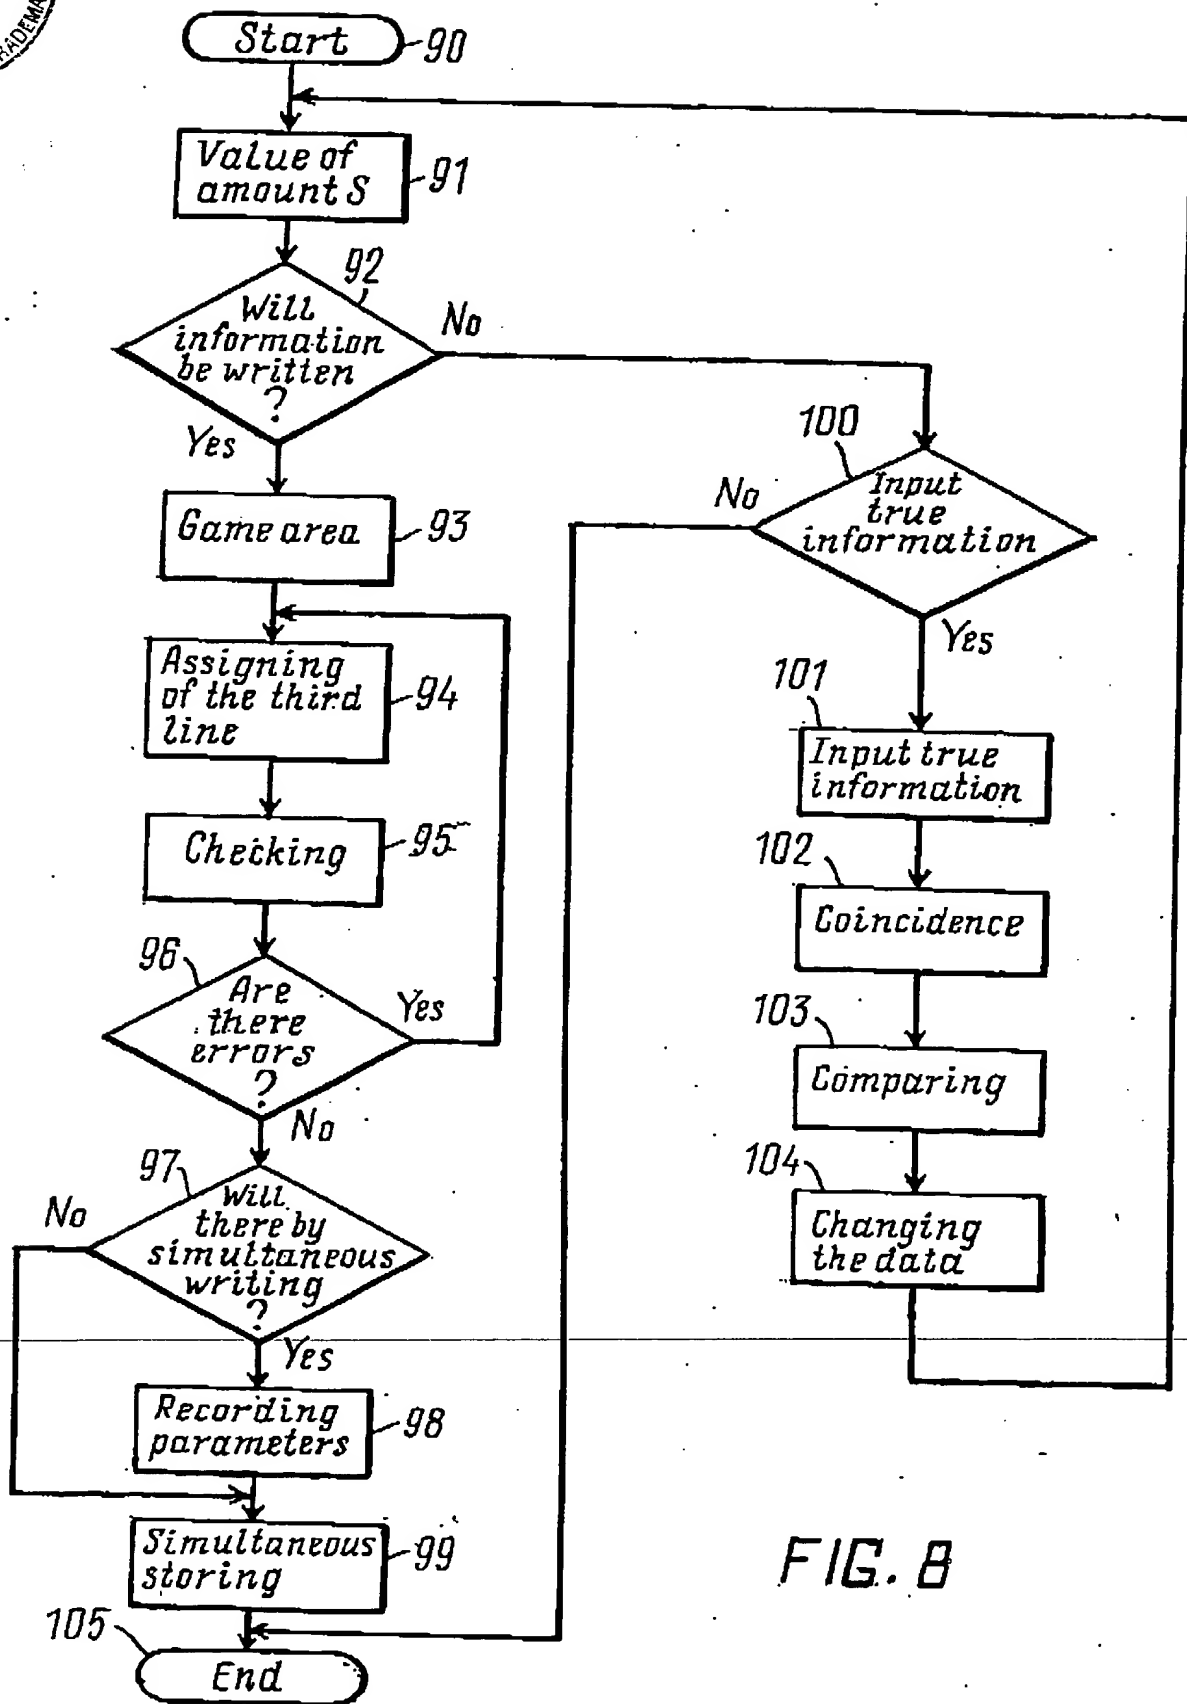 Start
90
Value of
amount S
91
92
Will
information
be written
?
No
Yes
Game area
93
Assigning
of the third
line
94
Checking
95
96
Are
there
errors
?
Yes
No
97
Will
there by
simultaneous
writing
?
No
Yes
Recording
parameters
98
Simultaneous
storing
99
105
End
100
Input
true
information
No
Yes
101
Input true
information
102
Coincidence
103
Comparing
104
Changing
the data
FIG. 8